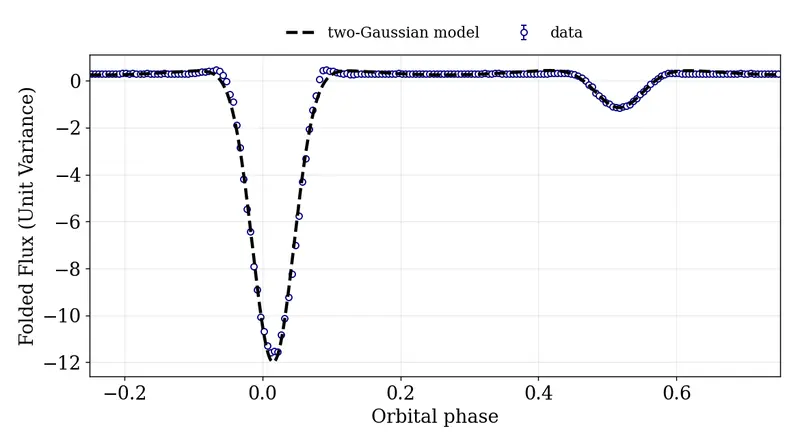 two-Gaussian model data
Folded Flux (Unit Variance)
0
−2
−4
−6
−8
−10
−12
−0.2 0.0 0.2 0.4 0.6
Orbital phase